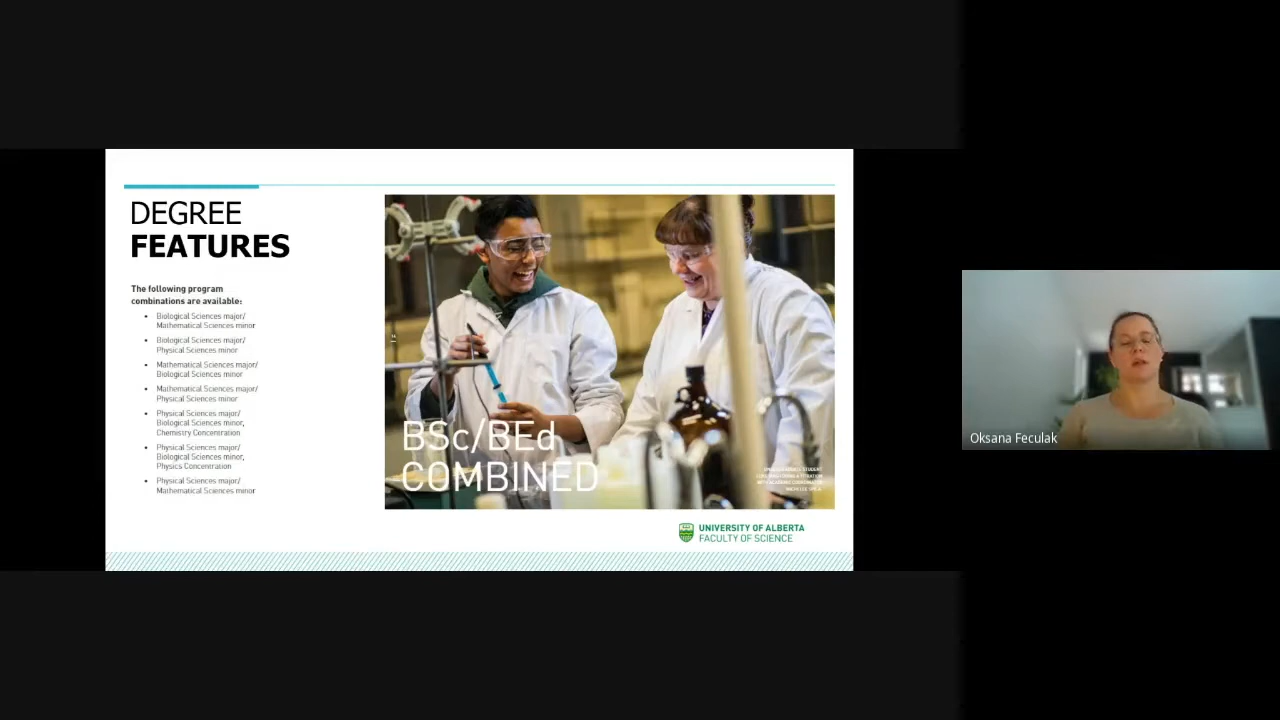 DEGREE
FEATURES
The following program
combinations are available:
• Biological Sciences major/
Mathematical Sciences minor
• Biological Sciences major/
Physical Sciences minor
• Mathematical Sciences major/
Biological Sciences minor
• Mathematical Sciences major/
Physical Sciences minor
• Physical Sciences major/
Biological Sciences minor,
Chemistry Concentration
• Physical Sciences major/
Biological Sciences minor,
Physics Concentration
• Physical Sciences major/
Mathematical Sciences minor
BSc/BEd
COMBINED
UNIVERSITY OF ALBERTA
FACULTY OF SCIENCE
Oksana Feculak